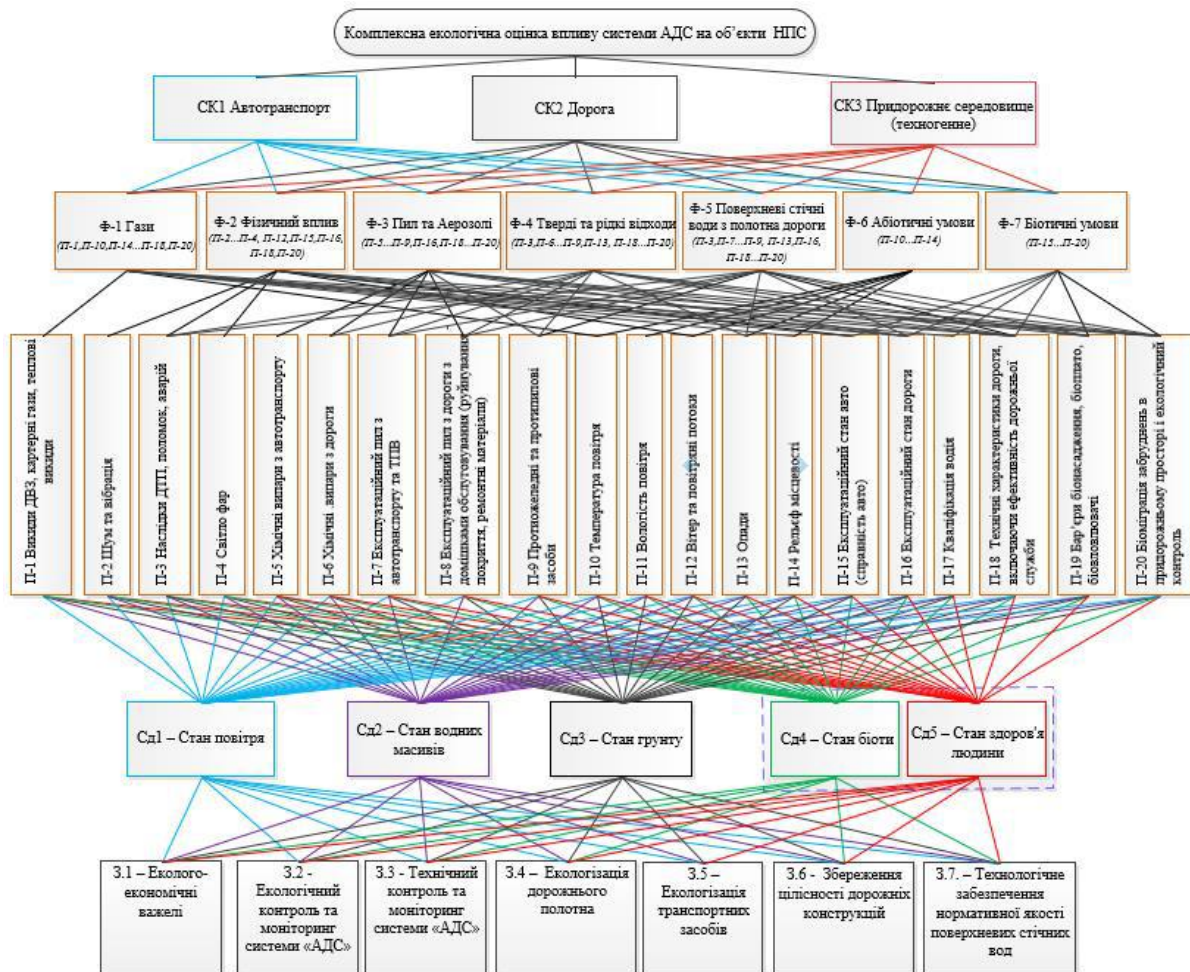 Комплексна екологічна оцінка впливу системи АДС на об’єкти НПС
СК1 Автотранспорт
СК2 Дорога
СК3 Придорожнє середовище
(техногенне)
Ф-1 Гази
(П-1,П-10,П-14...П-18,П-20)
Ф-2 Фізичний вплив
(П-2...П-4, П-12,П-15,П-16,
П-18,П-20)
Ф-3 Пил та Аерозолі
(П-5...П-9,П-16,П-18...П-20)
Ф-4 Тверді та рідкі відходи
(П-3,П-6...П-9,П-13, П-18...П-20)
Ф-5 Поверхневі стічні
води з полотна дороги
(П-3,П-7...П-9, П-13,П-16,
П-18...П-20)
Ф-6 Абіотичні умови
(П-10...П-14)
Ф-7 Біотичні умови
(П-15...П-20)
П-1 Викиди ДВЗ, картерні гази, теплові
викиди
П-2 Шум та вібрація
П-3 Наслідки ДТП, поломок, аварій
П-4 Світло фар
П-5 Хімічні випари з автотранспорту
П-6 Хімічні .випари з дороги
П-7 Експлуатаційний пил з
автотранспорту та ТПВ
П-8 Експлуатаційний пил з дороги з
домішками обслуговування (руйнування
покриття, ремонтні матеріали)
П-9 Протиожеледні та протипилові
засоби
П-10 Температура повітря
П-11 Вологість повітря
П-12 Вітер та повітряні потоки
П-13 Опади
П-14 Рельєф місцевості
П-15 Експлуатаційний стан авто
(справність авто)
П-16 Експлуатаційний стан дороги
П-17 Кваліфікація водія
П-18 Технічні характеристики дороги,
включаючи ефективність дорожньої
служби
П-19 Бар’єри біонасадження, біоплато,
біовловлювачі
П-20 Біоміграція забруднень в
придорожньому просторі і екологічний
контроль
Сд1 – Стан повітря
Сд2 – Стан водних
масивів
Сд3 – Стан грунту
Сд4 – Стан біоти
Сд5 – Стан здоров'я
людини
3.1 – Еколого-
економічні
важелі
3.2 -
Екологічний
контроль та
моніторинг
системи «АДС»
3.3 - Технічний
контроль та
моніторинг
системи «АДС»
3.4 – Екологізація
дорожнього
полотна
3.5 –
Екологізація
транспортних
засобів
3.6 - Збереження
цілісності дорожніх
конструкцій
3.7. – Технологічне
забезпечення
нормативної якості
поверхневих стічних
вод